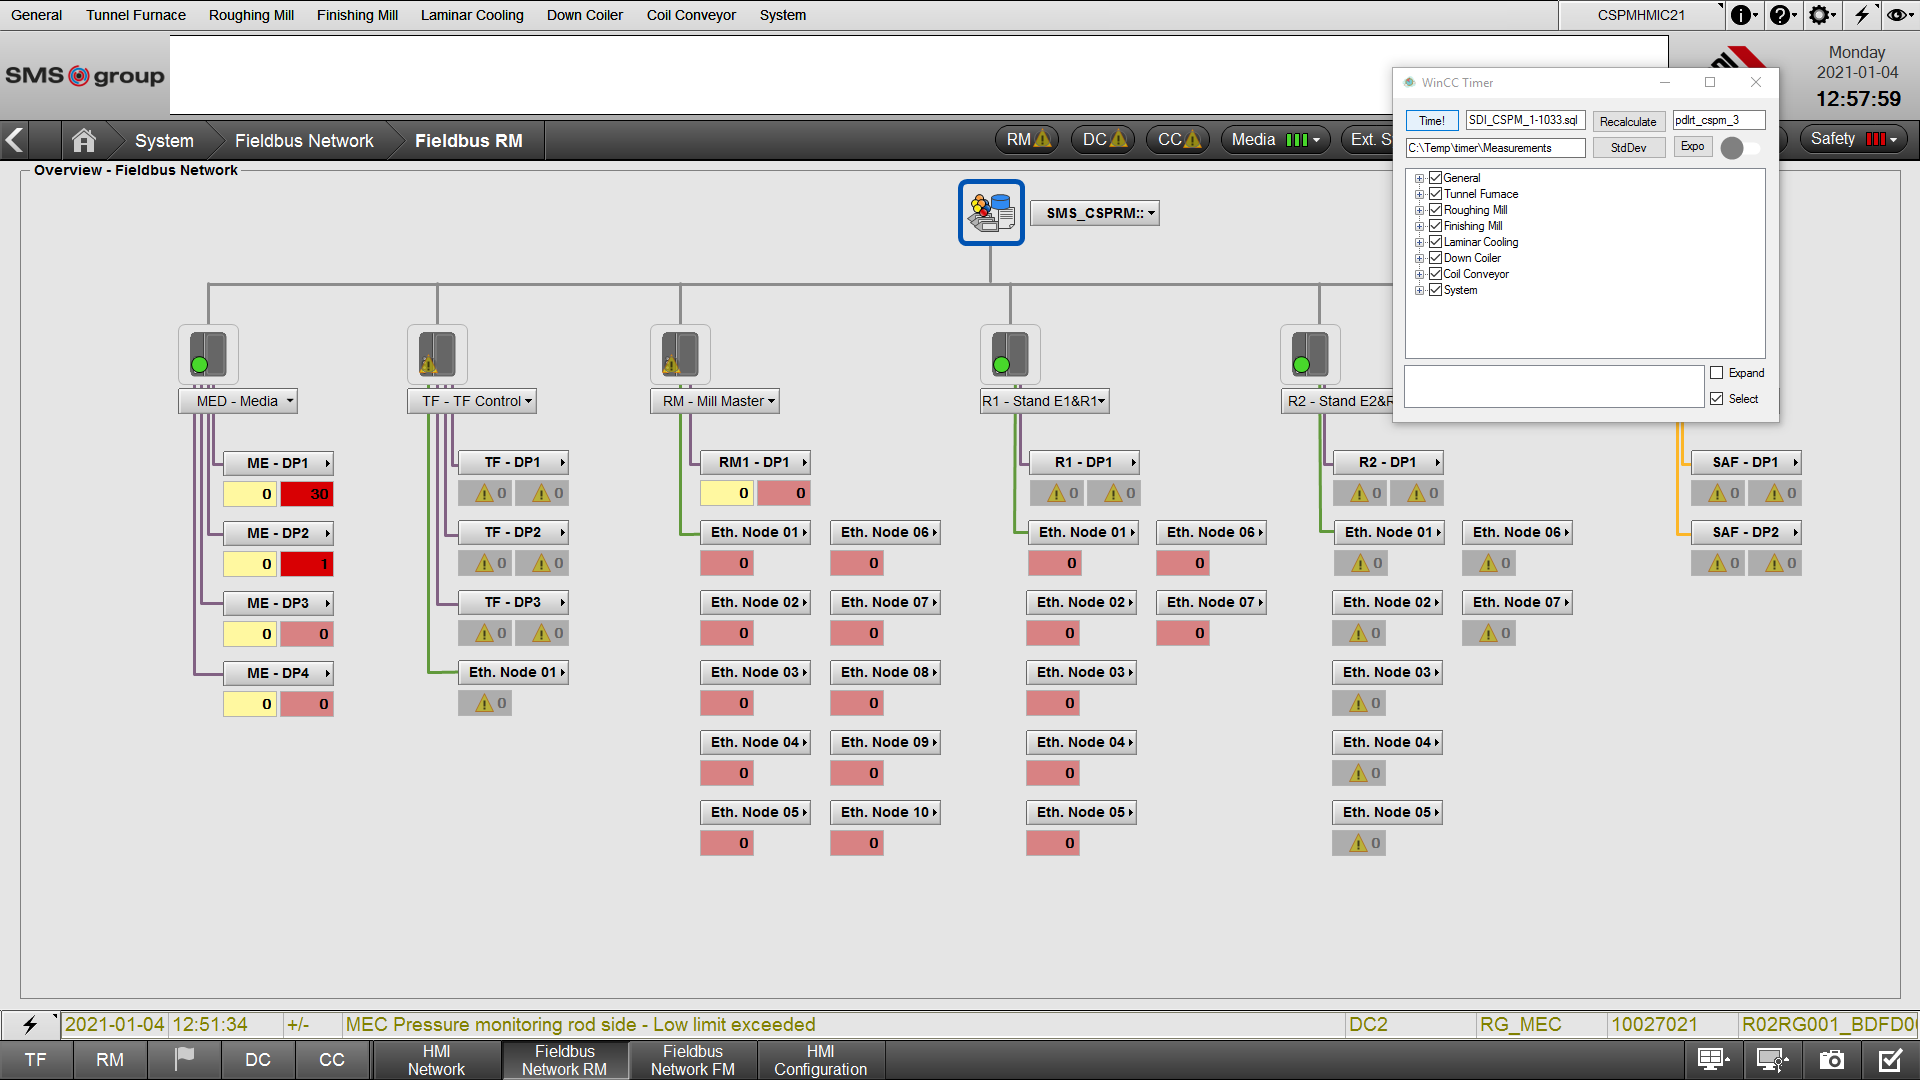 General Tunnel Furnace Roughing Mill Finishing Mill Laminar Cooling Down Coiler Coil Conveyor System CSPMHMIC21
SMS group
Monday
2021-01-04
12:57:59
System Fieldbus Network Fieldbus RM RM DC CC Media Ext. S Safety
WinCC Timer
Time! SDI_CSPM_1-1033.sql Recalculate pdlrt_cspm_3
C:\Temp\timer\Measurements StdDev Expo
General
Tunnel Furnace
Roughing Mill
Finishing Mill
Laminar Cooling
Down Coiler
Coil Conveyor
System
Expand
Select
Overview - Fieldbus Network
SMS_CSPRM::
MED - Media TF - TF Control RM - Mill Master R1 - Stand E1&R1 R2 - Stand E2&R
ME - DP1 TF - DP1 RM1 - DP1 R1 - DP1 R2 - DP1 SAF - DP1
0 30 0 0 0 0 0 0 0 0 0 0
ME - DP2 TF - DP2 Eth. Node 01 Eth. Node 06 Eth. Node 01 Eth. Node 06 Eth. Node 01 Eth. Node 06 SAF - DP2
0 1 0 0 0 0 0 0 0 0 0 0
ME - DP3 TF - DP3 Eth. Node 02 Eth. Node 07 Eth. Node 02 Eth. Node 07 Eth. Node 02 Eth. Node 07
0 0 0 0 0 0 0 0 0 0
ME - DP4 Eth. Node 01 Eth. Node 03 Eth. Node 08 Eth. Node 03 Eth. Node 03
0 0 0 0 0 0 0
Eth. Node 04 Eth. Node 09 Eth. Node 04 Eth. Node 04
0 0 0 0
Eth. Node 05 Eth. Node 10 Eth. Node 05 Eth. Node 05
0 0 0 0
2021-01-04 12:51:34 +/- MEC Pressure monitoring rod side - Low limit exceeded DC2 RG_MEC 10027021
TF RM DC CC HMI Network Fieldbus Network RM Fieldbus Network FM HMI Configuration